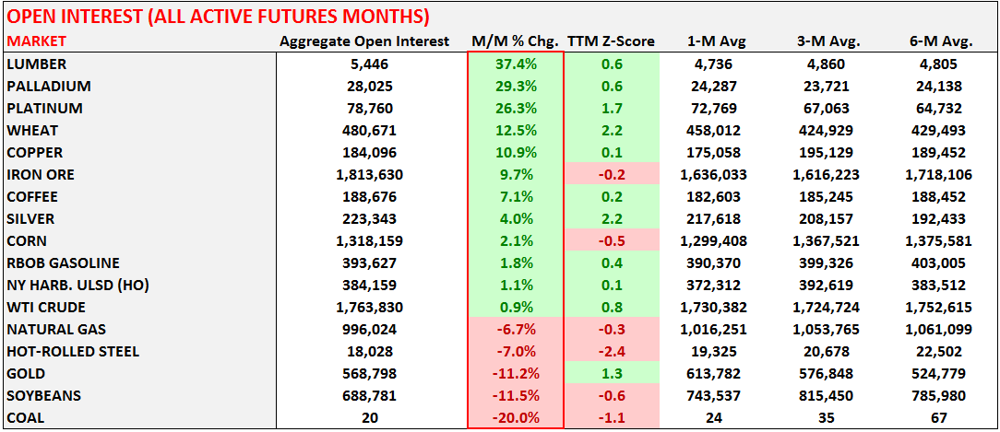 OPEN INTEREST (ALL ACTIVE FUTURES MONTHS)
MARKET Aggregate Open Interest M/M % Chg. TTM Z-Score 1-M Avg 3-M Avg. 6-M Avg.
LUMBER 5,446 37.4% 0.6 4,736 4,860 4,805
PALLADIUM 28,025 29.3% 0.6 24,287 23,721 24,138
PLATINUM 78,760 26.3% 1.7 72,769 67,063 64,732
WHEAT 480,671 12.5% 2.2 458,012 424,929 429,493
COPPER 184,096 10.9% 0.1 175,058 195,129 189,452
IRON ORE 1,813,630 9.7% -0.2 1,636,033 1,616,223 1,718,106
COFFEE 188,676 7.1% 0.2 182,603 185,245 188,452
SILVER 223,343 4.0% 2.2 217,618 208,157 192,433
CORN 1,318,159 2.1% -0.5 1,299,408 1,367,521 1,375,581
RBOB GASOLINE 393,627 1.8% 0.4 390,370 399,326 403,005
NY HARB. ULSD (HO) 384,159 1.1% 0.1 372,312 392,619 383,512
WTI CRUDE 1,763,830 0.9% 0.8 1,730,382 1,724,724 1,752,615
NATURAL GAS 996,024 -6.7% -0.3 1,016,251 1,053,765 1,061,099
HOT-ROLLED STEEL 18,028 -7.0% -2.4 19,325 20,678 22,502
GOLD 568,798 -11.2% 1.3 613,782 576,848 524,779
SOYBEANS 688,781 -11.5% -0.6 743,537 815,450 785,980
COAL 20 -20.0% -1.1 24 35 67